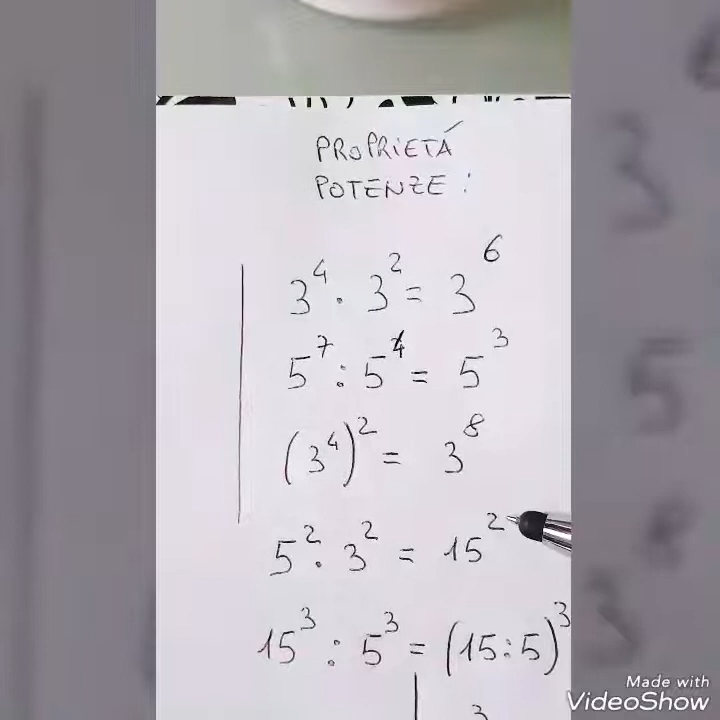 PROPRIETÁ
POTENZE:
3⁴ · 3² = 3⁶
5⁷ : 5⁴ = 5³
(3⁴)² = 3⁸
5² · 3² = 15²
15³ : 5³ = (15:5)³
3
Made with
VideoShow